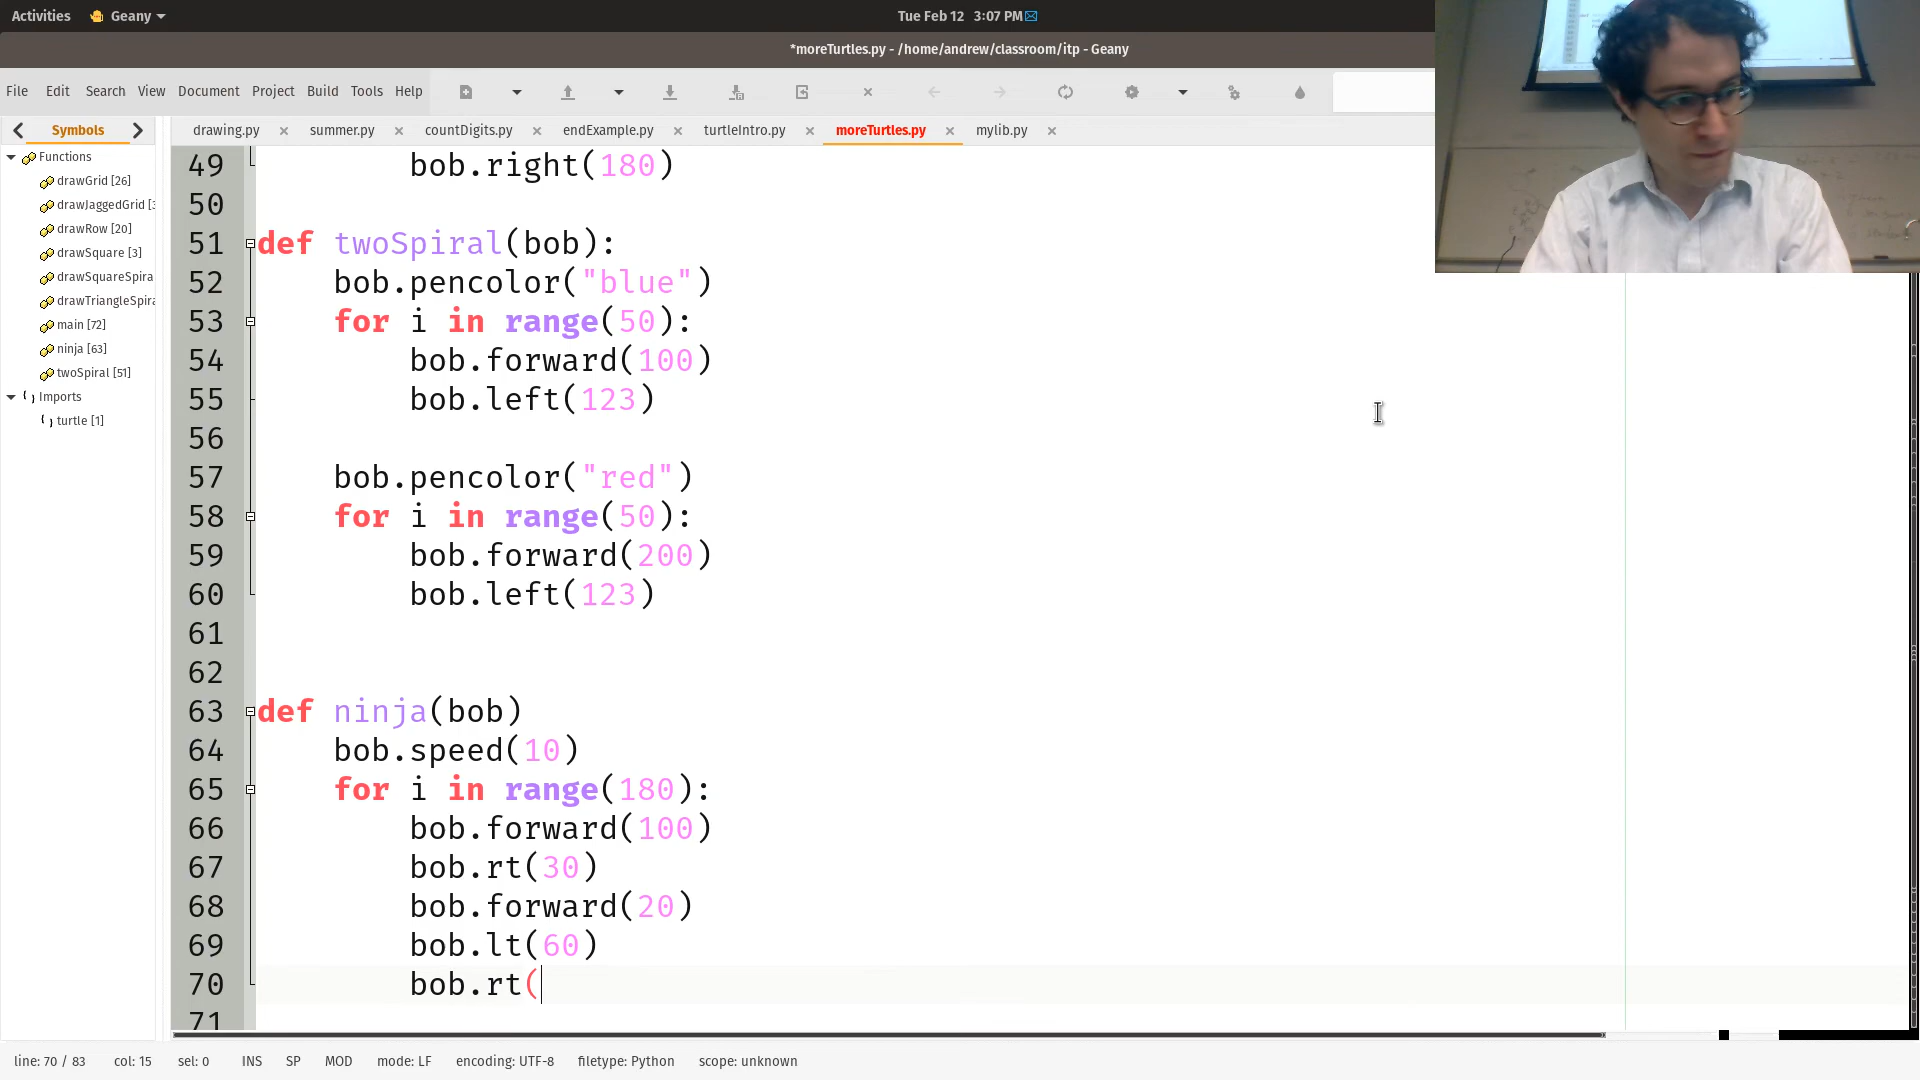 Activities Geany Tue Feb 12 3:07 PM
*moreTurtles.py - /home/andrew/classroom/itp - Geany
File Edit Search View Document Project Build Tools Help
Symbols drawing.py summer.py countDigits.py endExample.py turtleIntro.py moreTurtles.py mylib.py
Functions
drawGrid [26]
drawJaggedGrid [3
drawRow [20]
drawSquare [3]
drawSquareSpira
drawTriangleSpira
main [72]
ninja [63]
twoSpiral [51]
Imports
turtle [1]
49 bob.right(180)
50
51 def twoSpiral(bob):
52 bob.pencolor("blue")
53 for i in range(50):
54 bob.forward(100)
55 bob.left(123)
56
57 bob.pencolor("red")
58 for i in range(50):
59 bob.forward(200)
60 bob.left(123)
61
62
63 def ninja(bob)
64 bob.speed(10)
65 for i in range(180):
66 bob.forward(100)
67 bob.rt(30)
68 bob.forward(20)
69 bob.lt(60)
70 bob.rt(
71
line: 70 / 83 col: 15 sel: 0 INS SP MOD mode: LF encoding: UTF-8 filetype: Python scope: unknown